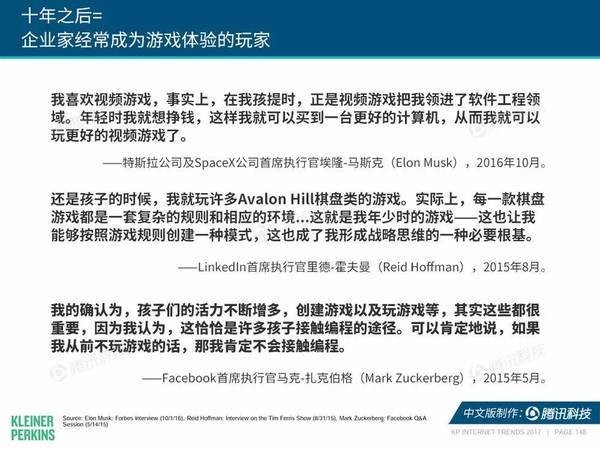 十年之后=
企业家经常成为游戏体验的玩家
我喜欢视频游戏，事实上，在我孩提时，正是视频游戏把我领进了软件工程领
域。年轻时我就想挣钱，这样我就可以买到一台更好的计算机，从而我就可以
玩更好的视频游戏了。
——特斯拉公司及SpaceX公司首席执行官埃隆-马斯克（Elon Musk），2016年10月。
还是孩子的时候，我就玩许多Avalon Hill棋盘类的游戏。实际上，每一款棋盘
游戏都是一套复杂的规则和相应的环境...这就是我年少时的游戏——这也让我
能够按照游戏规则创建一种模式，这也成了我形成战略思维的一种必要根基。
——LinkedIn首席执行官里德-霍夫曼（Reid Hoffman），2015年8月。
我的确认为，孩子们的活力不断增多，创建游戏以及玩游戏等，其实这些都很
重要，因为我认为，这恰恰是许多孩子接触编程的途径。可以肯定地说，如果
我从前不玩游戏的话，那我肯定不会接触编程。
——Facebook首席执行官马克-扎克伯格（Mark Zuckerberg），2015年5月。
KLEINER
PERKINS
Source: Elon Musk: Forbes Interview (10/1/16), Reid Hoffman: Interview on the Tim Ferris Show (8/31/15), Mark Zuckerberg: Facebook Q&A
Session (5/14/15)
中文版制作：腾讯科技
KP INTERNET TRENDS 2017 | PAGE 148
腾讯科技
腾讯科技